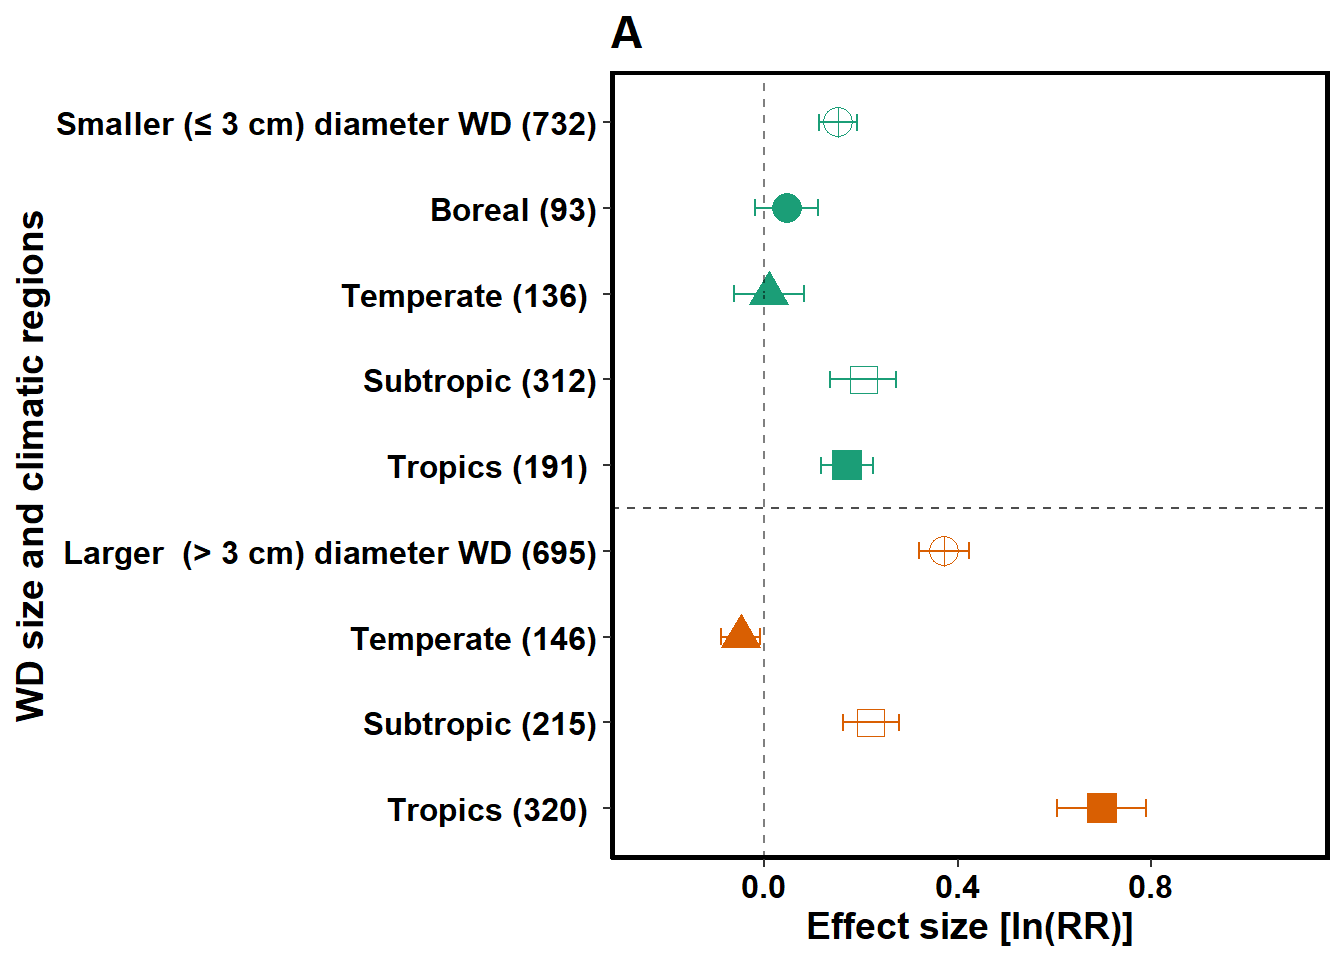 A
WD size and climatic regions
Smaller (≤ 3 cm) diameter WD (732)
Boreal (93)
Temperate (136)
Subtropic (312)
Tropics (191)
Larger  (> 3 cm) diameter WD (695)
Temperate (146)
Subtropic (215)
Tropics (320)
0.0 0.4 0.8
Effect size [ln(RR)]